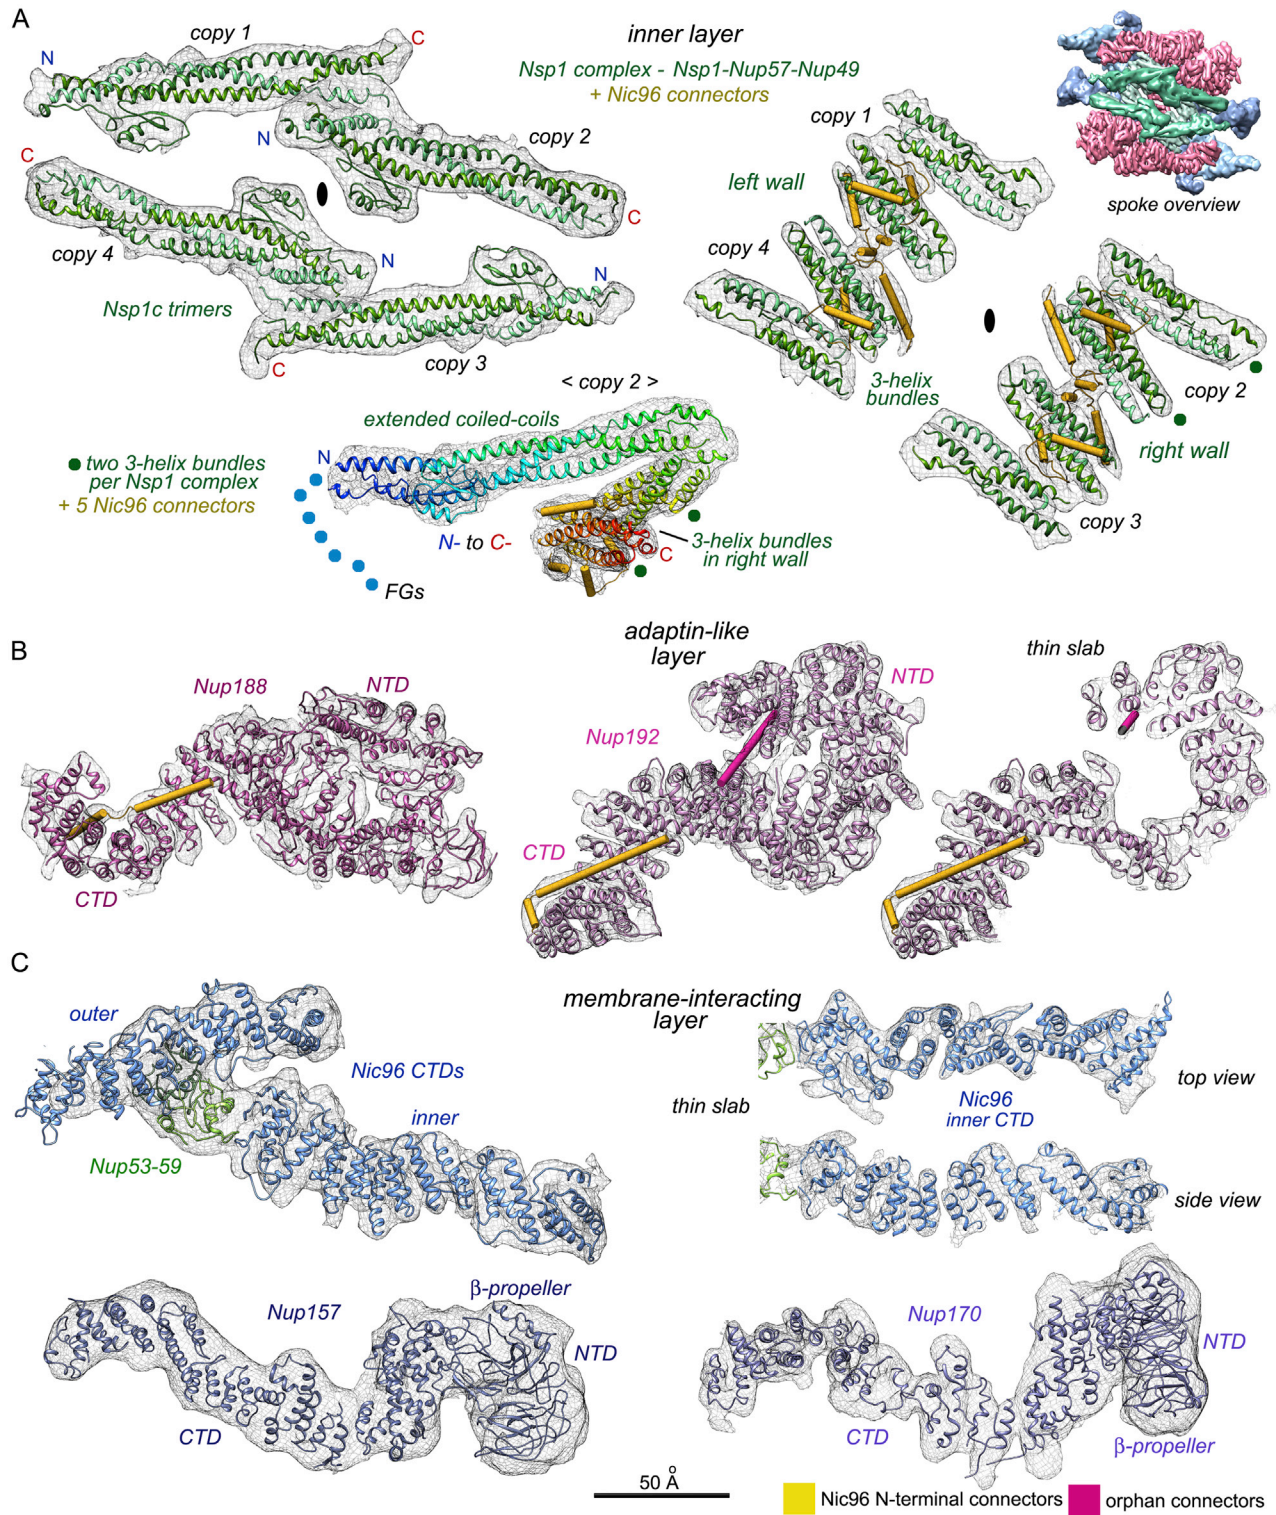 A
copy 1
C
N
inner layer
Nsp1 complex - Nsp1-Nup57-Nup49
+ Nic96 connectors
copy 1
N
copy 2
C
left wall
spoke overview
C
copy 4
copy 4
N
N
Nsp1c trimers
copy 3
C
3-helix
bundles
copy 2
right wall
copy 3
< copy 2 >
extended coiled-coils
two 3-helix bundles
per Nsp1 complex
+ 5 Nic96 connectors
N
N- to C-
3-helix bundles
in right wall
C
FGs
B
adaptin-like
layer
thin slab
Nup188
NTD
NTD
Nup192
CTD
CTD
C
membrane-interacting
layer
outer
Nic96 CTDs
inner
Nup53-59
thin slab
Nic96
inner CTD
top view
side view
β-propeller
Nup157
NTD
CTD
Nup170
NTD
CTD
β-propeller
50 Å
Nic96 N-terminal connectors
orphan connectors